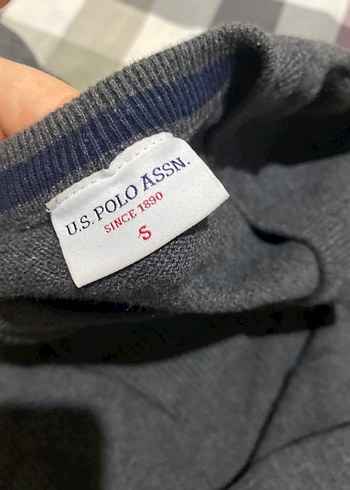 U.S. POLO ASSN.
SINCE 1890
S